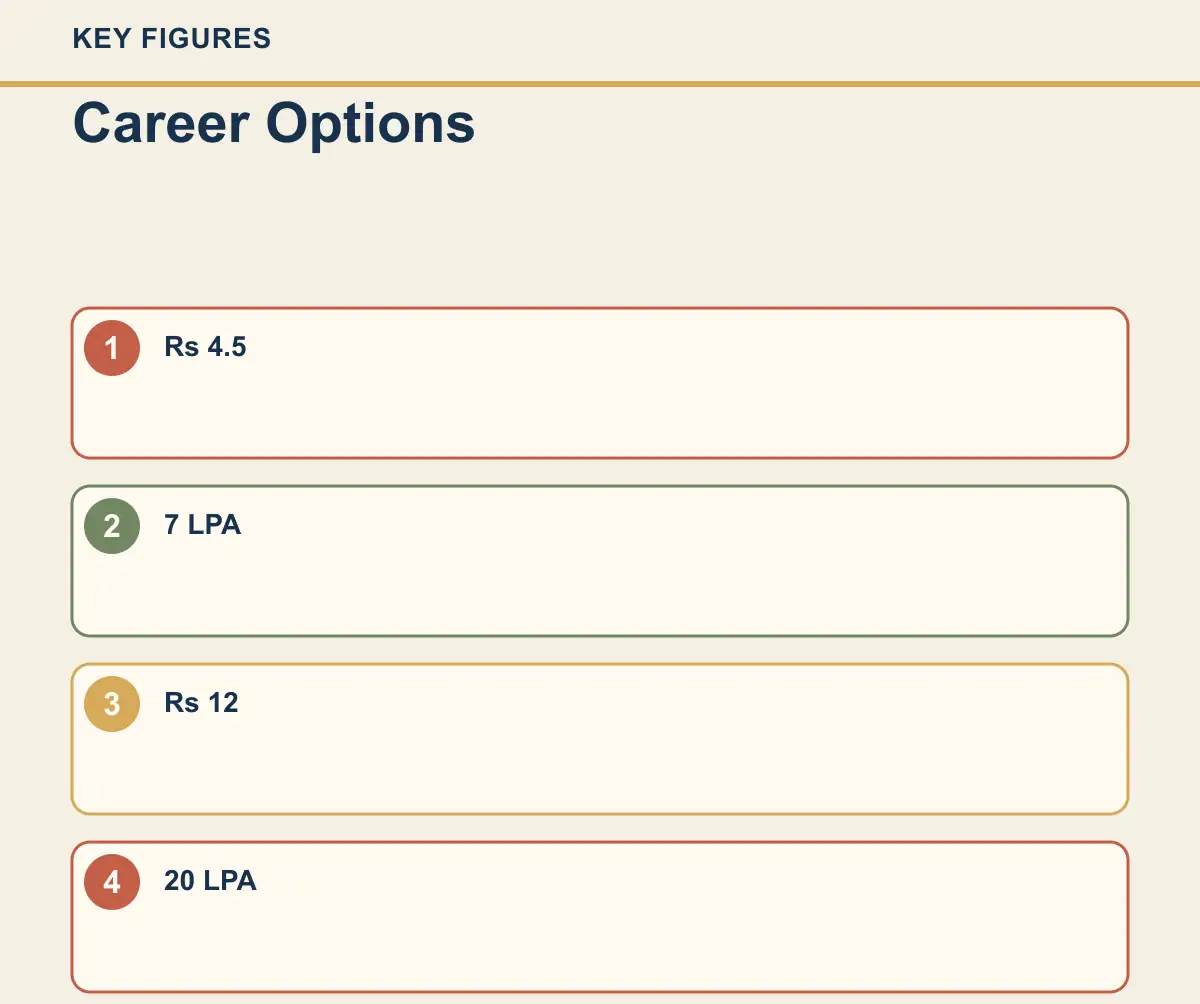 KEY FIGURES
Career Options
1 Rs 4.5
2 7 LPA
3 Rs 12
4 20 LPA